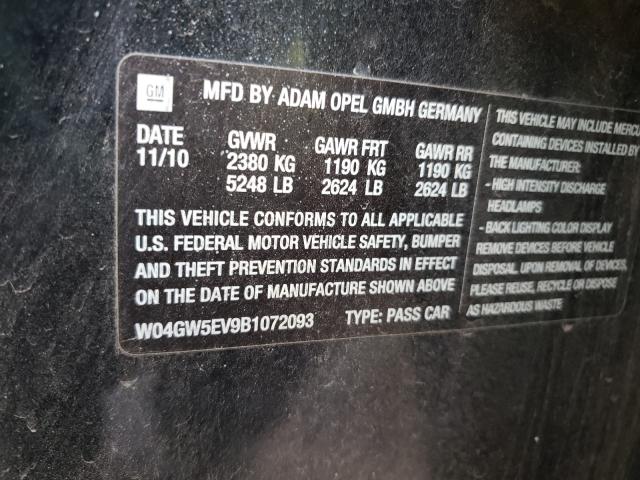 GM
MFD BY ADAM OPEL GMBH GERMANY
DATE GVWR GAWR FRT GAWR RR
11/10 2380 KG 1190 KG 1190 KG
5248 LB 2624 LB 2624 LB
THIS VEHICLE CONFORMS TO ALL APPLICABLE
U.S. FEDERAL MOTOR VEHICLE SAFETY, BUMPER
AND THEFT PREVENTION STANDARDS IN EFFECT
ON THE DATE OF MANUFACTURE SHOWN ABOVE
W04GW5EV9B1072093 TYPE: PASS CAR
THIS VEHICLE MAY INCLUDE MERC
CONTAINING DEVICES INSTALLED BY
THE MANUFACTURER:
- HIGH INTENSITY DISCHARGE
HEADLAMPS
- BACK LIGHTING COLOR DISPLAY
REMOVE DEVICES BEFORE VEHICLE
DISPOSAL. UPON REMOVAL OF DEVICES,
PLEASE REUSE, RECYCLE OR DISPOSE
AS HAZARDOUS WASTE